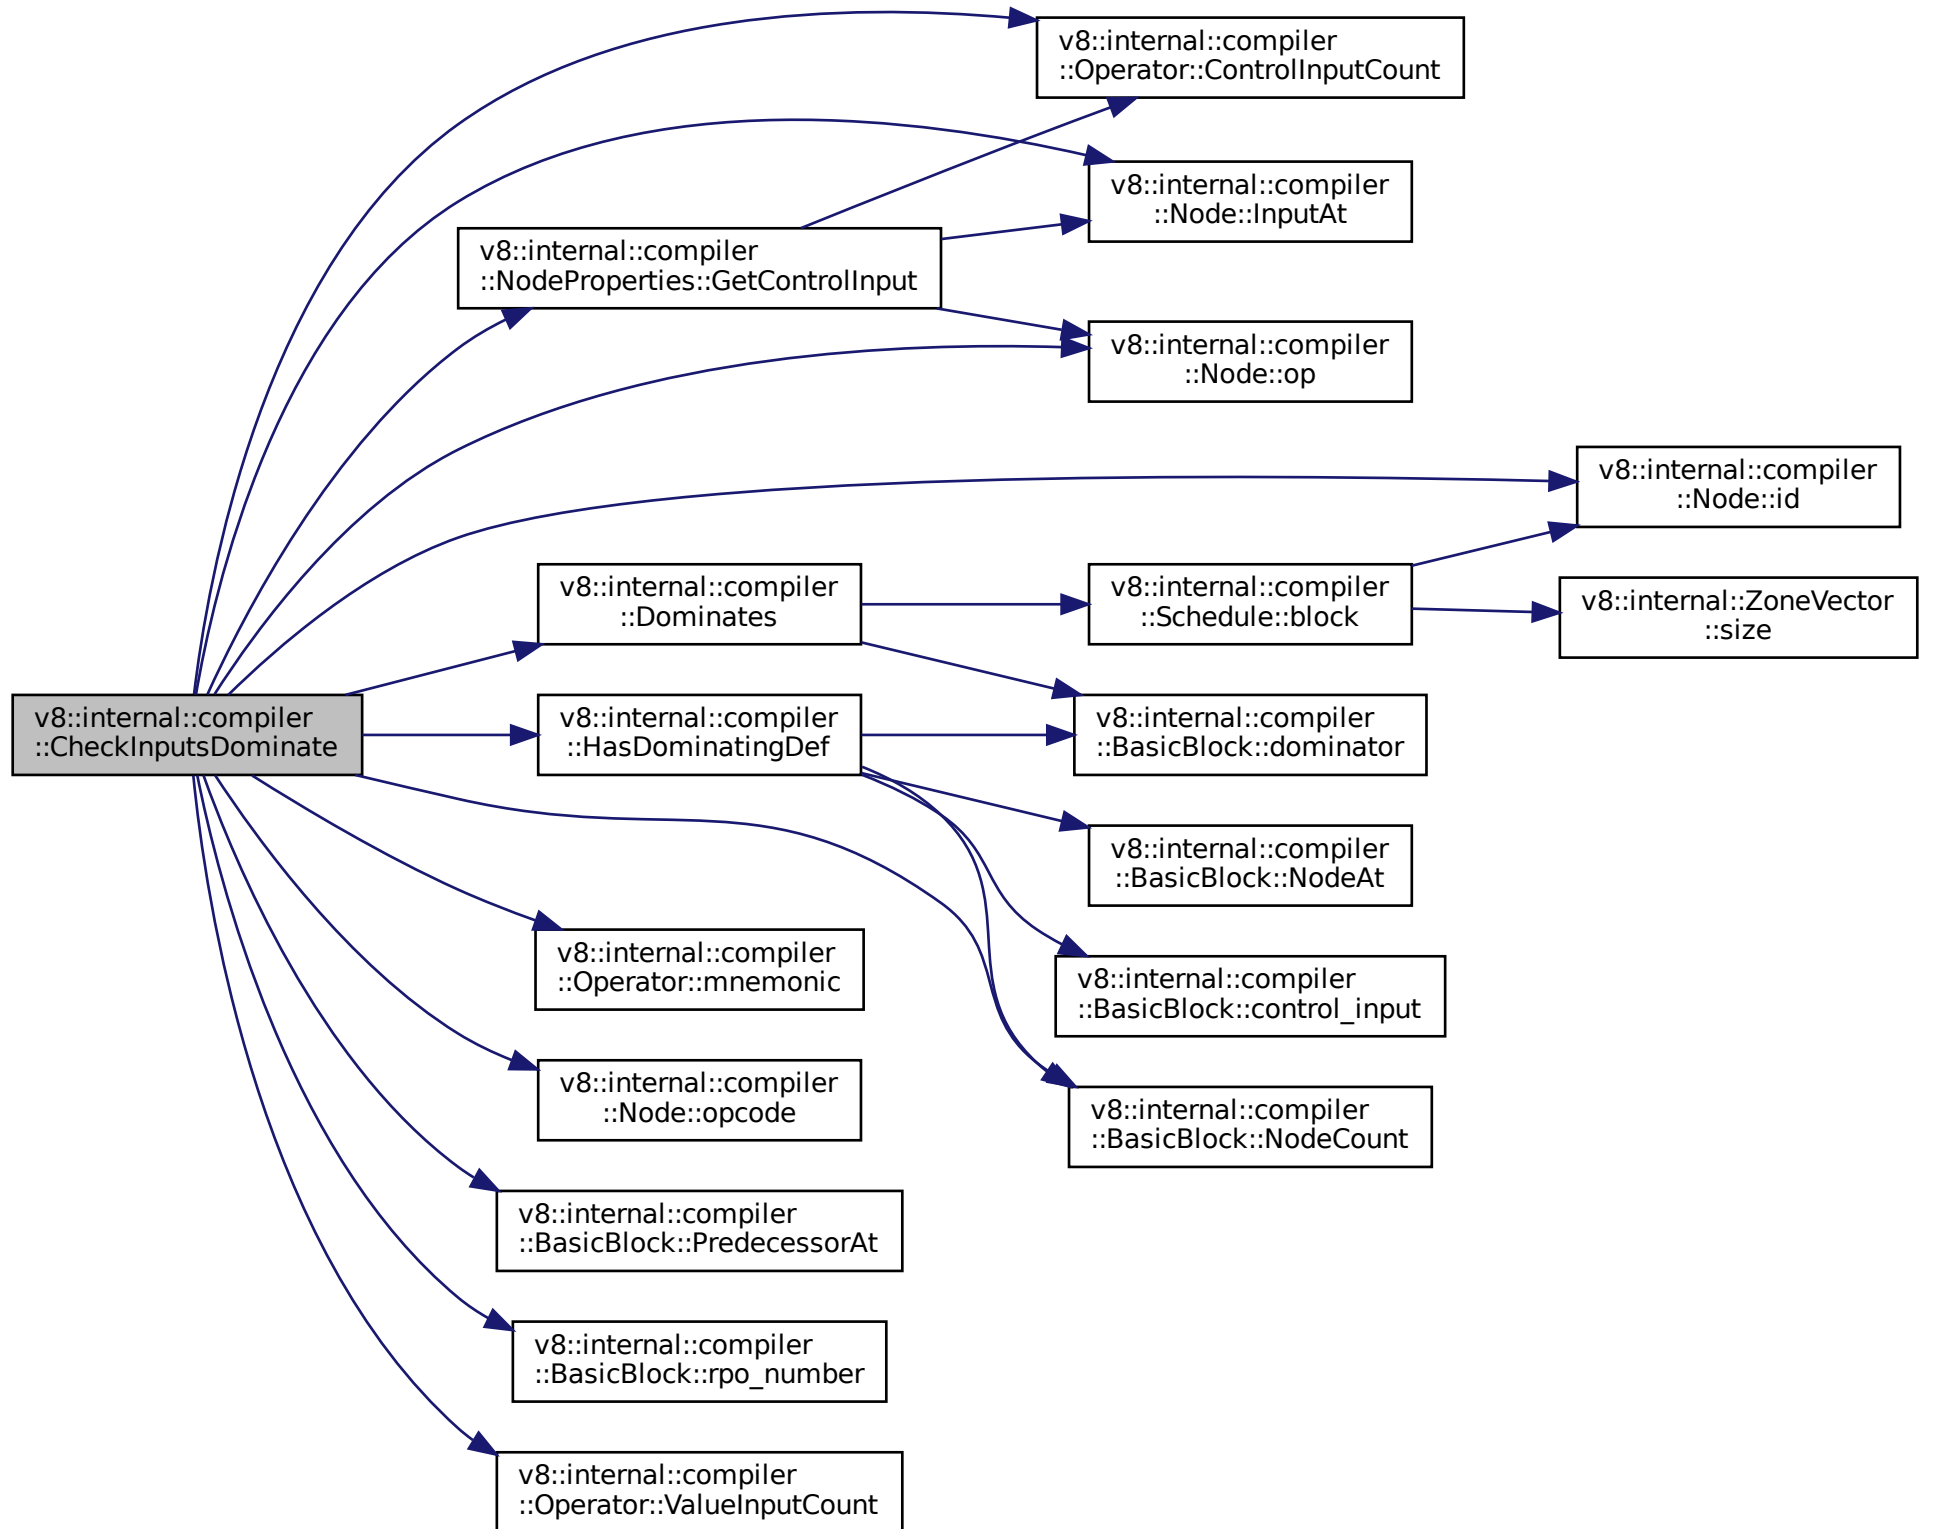 v8::internal::compiler
::Operator::ControlInputCount
v8::internal::compiler
::Node::InputAt
v8::internal::compiler
::NodeProperties::GetControlInput
v8::internal::compiler
::Node::op
v8::internal::compiler
::Node::id
v8::internal::compiler
::Dominates
v8::internal::compiler
::Schedule::block
v8::internal::ZoneVector
::size
v8::internal::compiler
::CheckInputsDominate
v8::internal::compiler
::HasDominatingDef
v8::internal::compiler
::BasicBlock::dominator
v8::internal::compiler
::BasicBlock::NodeAt
v8::internal::compiler
::Operator::mnemonic
v8::internal::compiler
::BasicBlock::control_input
v8::internal::compiler
::Node::opcode
v8::internal::compiler
::BasicBlock::NodeCount
v8::internal::compiler
::BasicBlock::PredecessorAt
v8::internal::compiler
::BasicBlock::rpo_number
v8::internal::compiler
::Operator::ValueInputCount